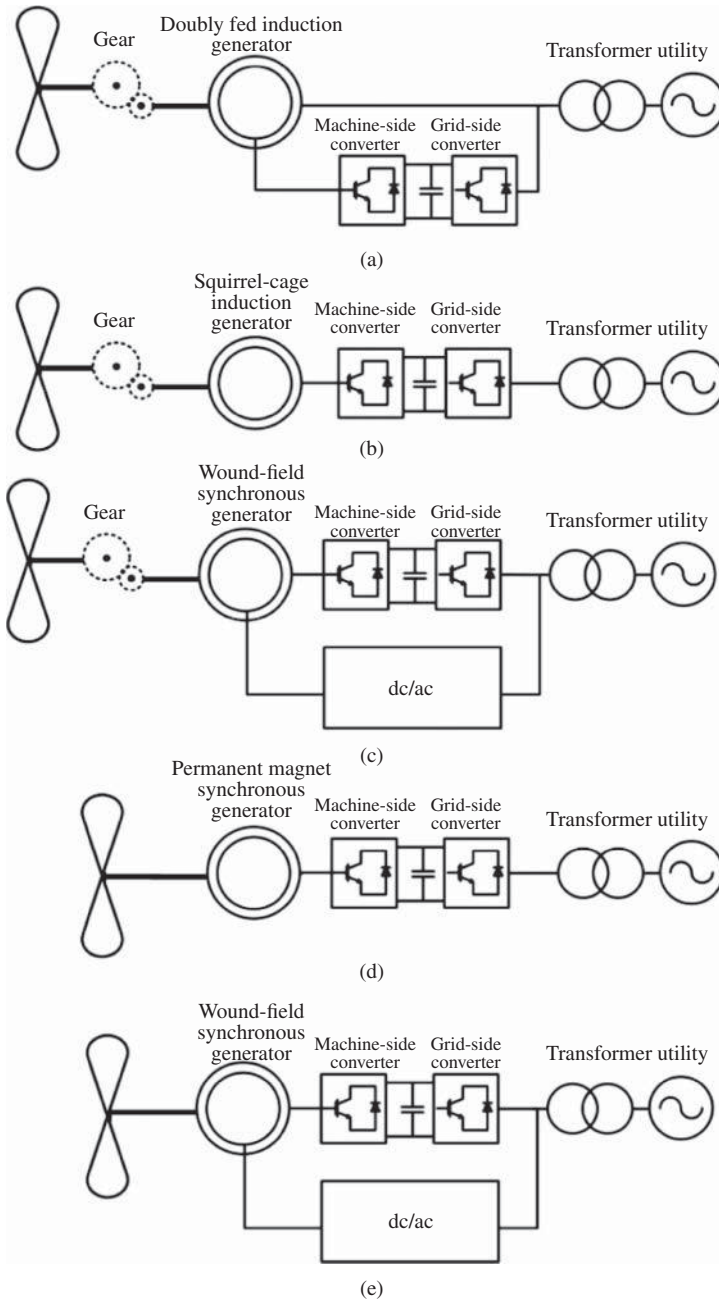 Doubly fed induction
generator
Gear
Transformer utility
Machine-side
converter
Grid-side
converter
(a)
Squirrel-cage
induction
generator
Gear
Machine-side
converter
Grid-side
converter
Transformer utility
(b)
Wound-field
synchronous
generator
Gear
Machine-side
converter
Grid-side
converter
Transformer utility
dc/ac
(c)
Permanent magnet
synchronous
generator
Machine-side
converter
Grid-side
converter
Transformer utility
(d)
Wound-field
synchronous
generator
Machine-side
converter
Grid-side
converter
Transformer utility
dc/ac
(e)